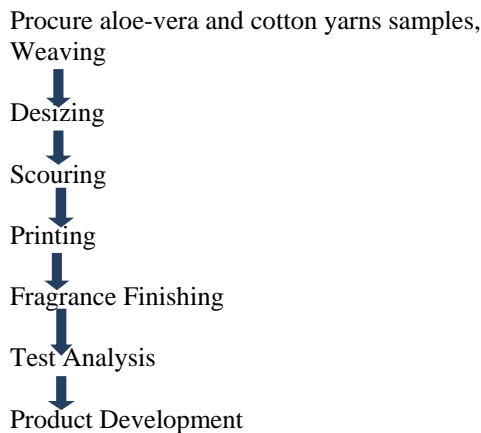 Procure aloe-vera and cotton yarns samples,
Weaving
Desizing
Scouring
Printing
Fragrance Finishing
Test Analysis
Product Development